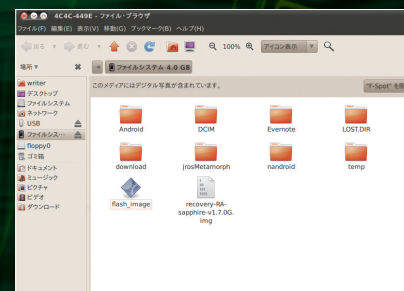 4C4C-449E - ファイル・ブラウザ
ファイル(F) 編集(E) 表示(V) 移動(G) ブックマーク(B) ヘルプ(H)
戻る 進む 100% アイコン表示
場所 ファイルシステム 4.0 GB
このメディアにはデジタル写真が含まれています。 "F-Spot" を開
writer
デスクトップ
ファイルシステム
ネットワーク
USB
ファイルシス…
floppy0
ゴミ箱
ドキュメント
ミュージック
ピクチャ
ビデオ
ダウンロード
Android DCIM Evernote LOST.DIR
download jrosMetamorph nandroid temp
flash_image recovery-RA-
sapphire-v1.7.0G.
img